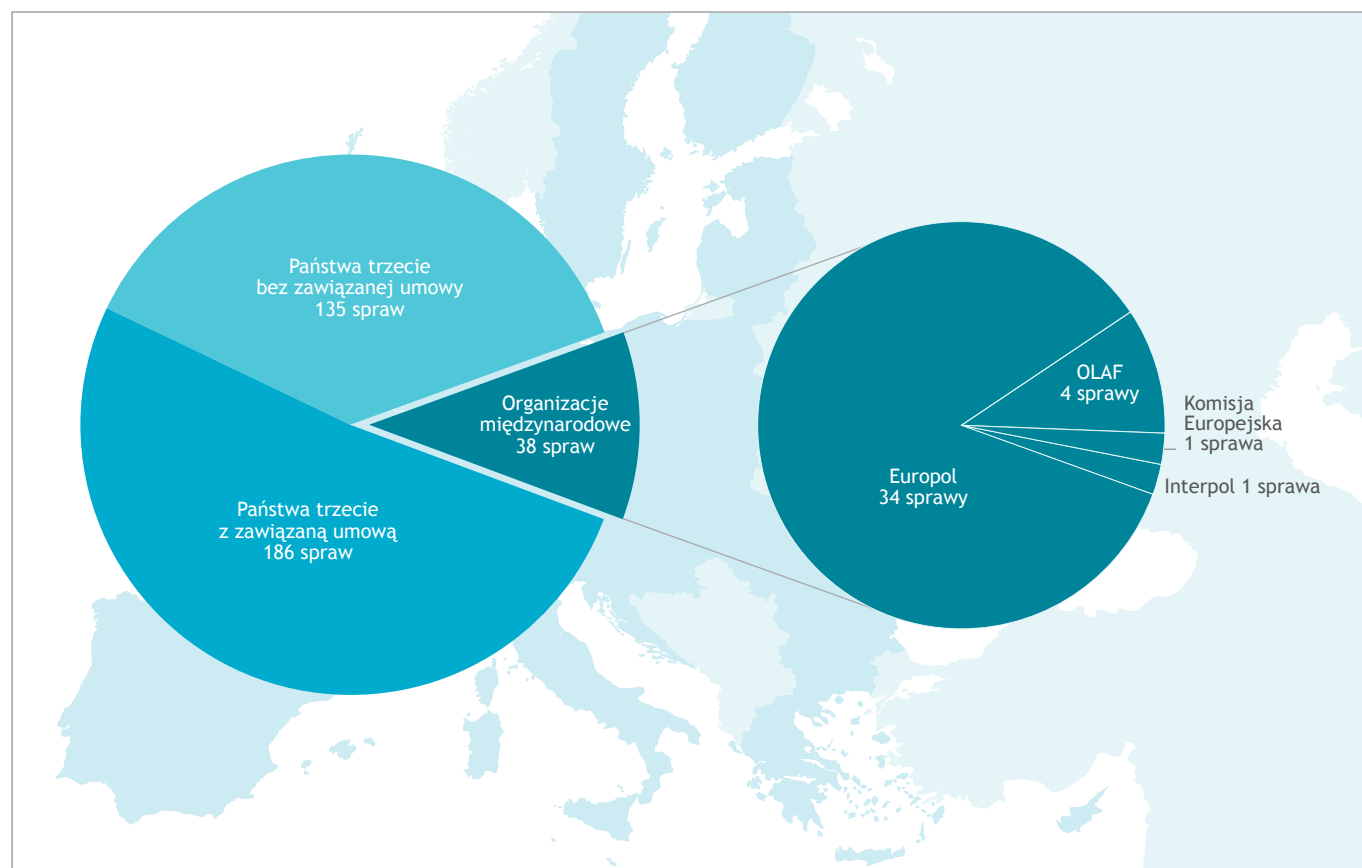 Państwa trzecie
bez zawiązanej umowy
135 spraw
Organizacje
międzynarodowe
38 spraw
Państwa trzecie
z zawiązaną umową
186 spraw
OLAF
4 sprawy
Komisja
Europejska
1 sprawa
Interpol 1 sprawa
Europol
34 sprawy